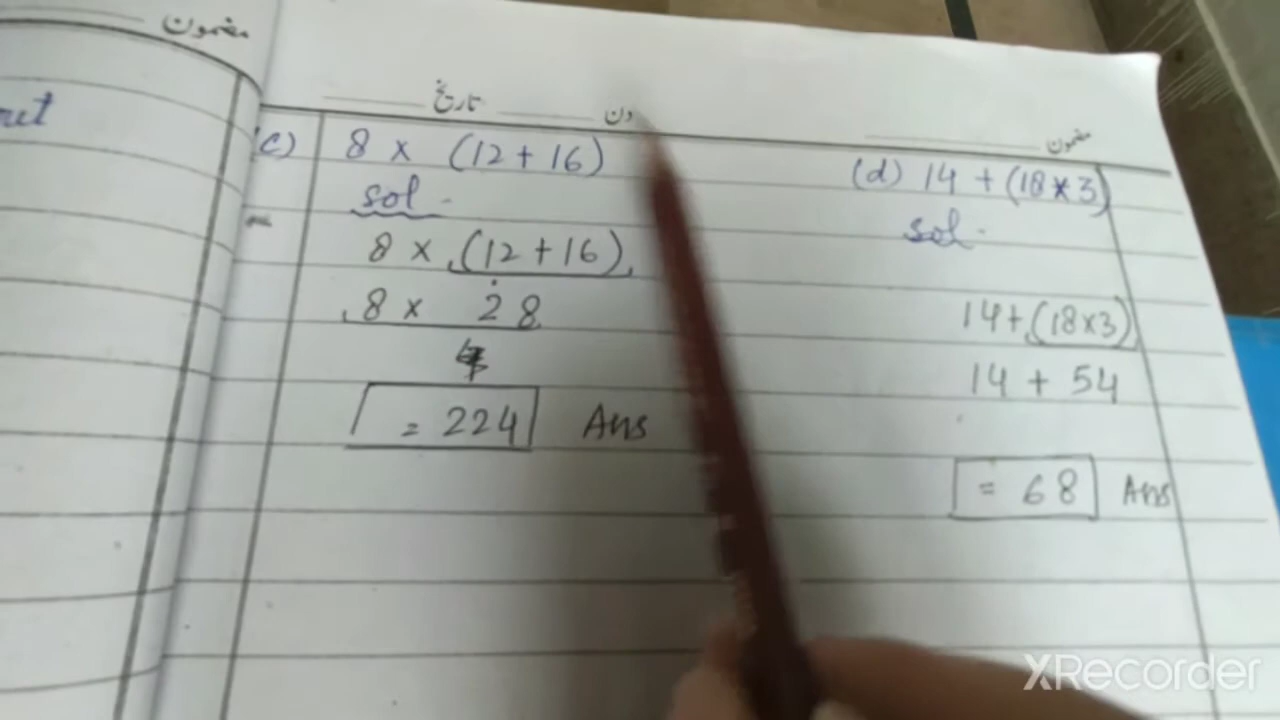 مضمون
تاریخ
دن
مضمون
(c) 8 × (12 + 16)
sol.
8 × (12 + 16)
8 × 28
= 224 Ans
(d) 14 + (18 × 3)
sol.
14 + (18×3)
14 + 54
= 68 Ans
XRecorder